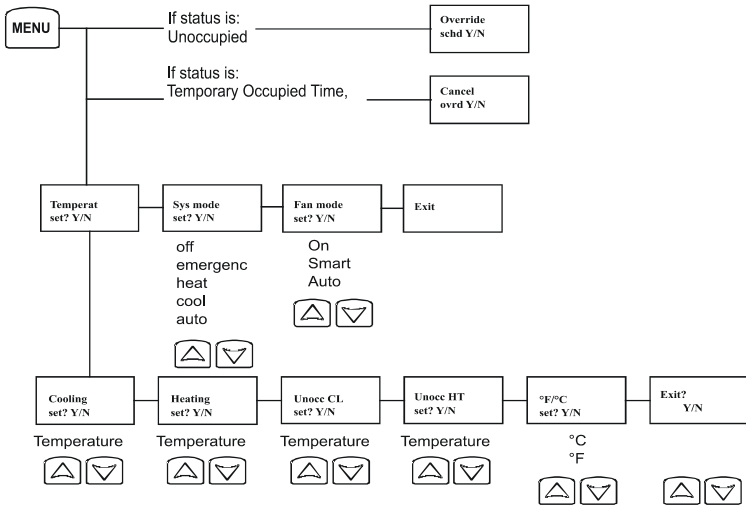 MENU
If status is:
Unoccupied
Override
schd Y/N
If status is:
Temporary Occupied Time,
Cancel
ovrd Y/N
Temperat
set? Y/N
Sys mode
set? Y/N
Fan mode
set? Y/N
Exit
off
emergenc
heat
cool
auto
On
Smart
Auto
Cooling
set? Y/N
Heating
set? Y/N
Unocc CL
set? Y/N
Unocc HT
set? Y/N
°F/°C
set? Y/N
Exit?
Y/N
Temperature
Temperature
Temperature
Temperature
°C
°F